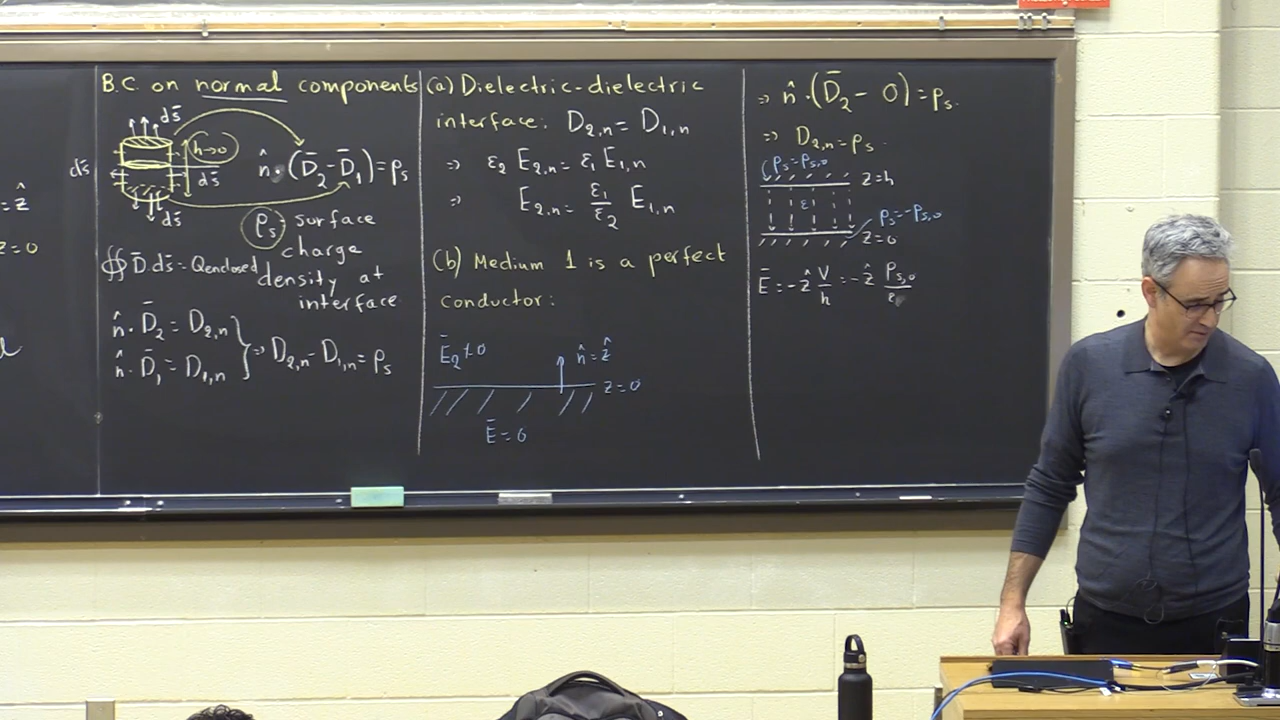 = ẑ
z=0
B.C. on normal components
ds̄
h→0
ds̄
ds̄
ds̄
n̂·(D̄₂-D̄₁)=ρₛ
ρₛ - surface
charge
density at
interface
∯ D̄.ds̄ = Qenclosed
n̂. D̄₂ = D₂,ₙ
n̂. D̄₁ = D₁,ₙ
⇒ D₂,ₙ - D₁,ₙ = ρₛ
(a) Dielectric-dielectric
interface: D₂,ₙ = D₁,ₙ
⇒ ε₂ E₂,ₙ = ε₁ E₁,ₙ
⇒ E₂,ₙ = ε₁/ε₂ E₁,ₙ
(b) Medium 1 is a perfect
conductor:
Ē₂ ≠ 0
n̂ = ẑ
z=0
Ē = 0
⇒ n̂.(D̄₂ - 0) = ρₛ.
⇒ D₂,ₙ = ρₛ.
ρₛ = ρₛ,₀
z=h
ε
ρₛ = -ρₛ,₀
z=0
Ē = -ẑ V/h = -ẑ ρₛ,₀/ε